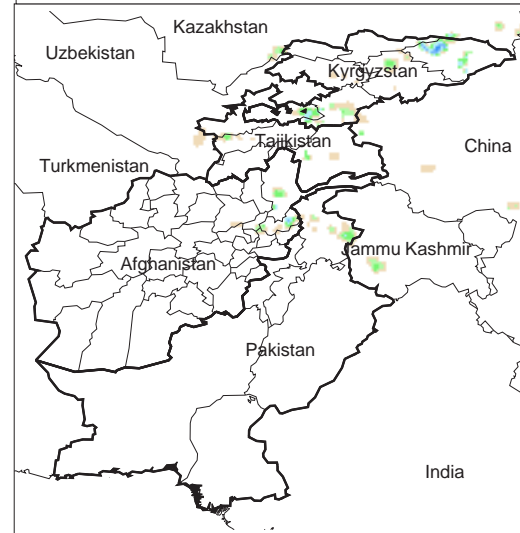 Kazakhstan
Uzbekistan
Kyrgyzstan
Tajikistan
China
Turkmenistan
Jammu Kashmir
Afghanistan
Pakistan
India